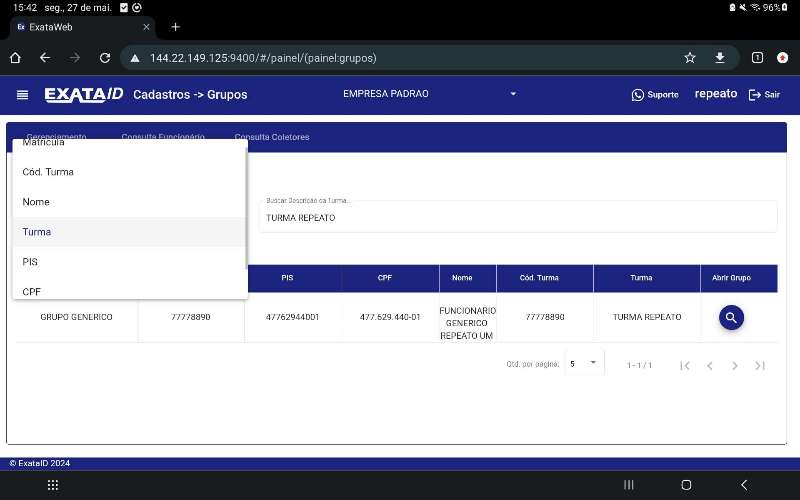 15:42 seg., 27 de mai. 96%
Ex ExataWeb
144.22.149.125:9400/#/painel/(painel:grupos)
1
EXATAID Cadastros -> Grupos EMPRESA PADRAO Suporte repeato Sair
Gerenciamento Consulta Funcionário Consulta Coletores
Matrícula
Cód. Turma
Nome
Turma
PIS
CPF
Buscar Descrição da Turma...
TURMA REPEATO
PIS CPF Nome Cód. Turma Turma Abrir Grupo
GRUPO GENERICO 77778890 47762944001 477.629.440-01 FUNCIONARIO GENERICO REPEATO UM 77778890 TURMA REPEATO
Qtd. por página: 5 1 - 1 / 1
© ExataID 2024